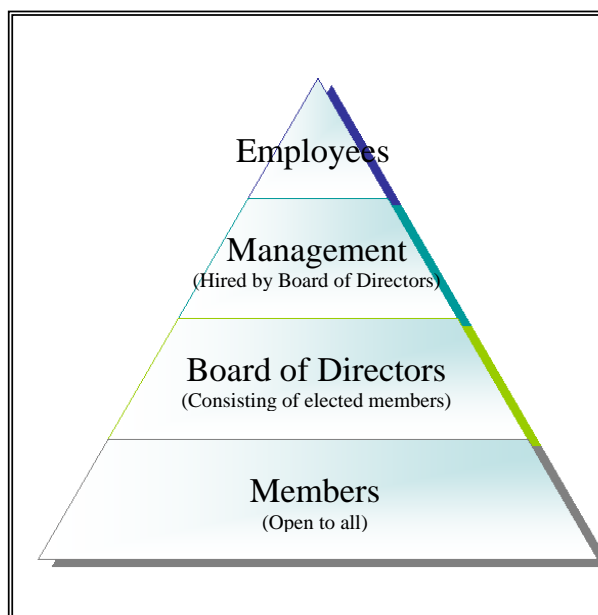 Employees
Management
(Hired by Board of Directors)
Board of Directors
(Consisting of elected members)
Members
(Open to all)